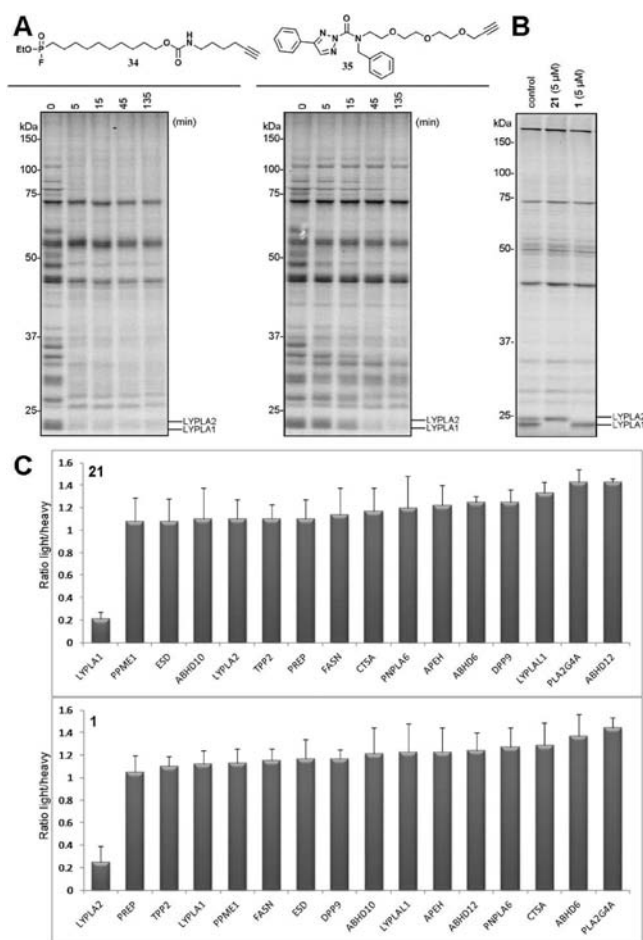 A
B
EtO
P
O
F
34
O
O
N
H
N
N
N
O
N
O
O
O
35
0 5 15 45 135
(min)
kDa
150-
100-
75-
50-
37-
25-
LYPLA2
LYPLA1
0 5 15 45 135
(min)
kDa
150-
100-
75-
50-
37-
25-
LYPLA2
LYPLA1
control
21 (5 µM)
1 (5 µM)
kDa
150-
100-
75-
50-
37-
25-
LYPLA2
LYPLA1
C
21
Ratio light/heavy
1.6
1.4
1.2
1
0.8
0.6
0.4
0.2
0
LYPLA1 PPME1 ESD ABHD10 LYPLA2 TPP2 PREP FASN CTSA PNPLA6 APEH ABHD6 DPP9 LYPLAL1 PLA2G4A ABHD12
1
Ratio light/heavy
1.6
1.4
1.2
1
0.8
0.6
0.4
0.2
0
LYPLA2 PREP TPP2 LYPLA1 PPME1 FASN ESD DPP9 ABHD10 LYPLAL1 APEH ABHD12 PNPLA6 CTSA ABHD6 PLA2G4A